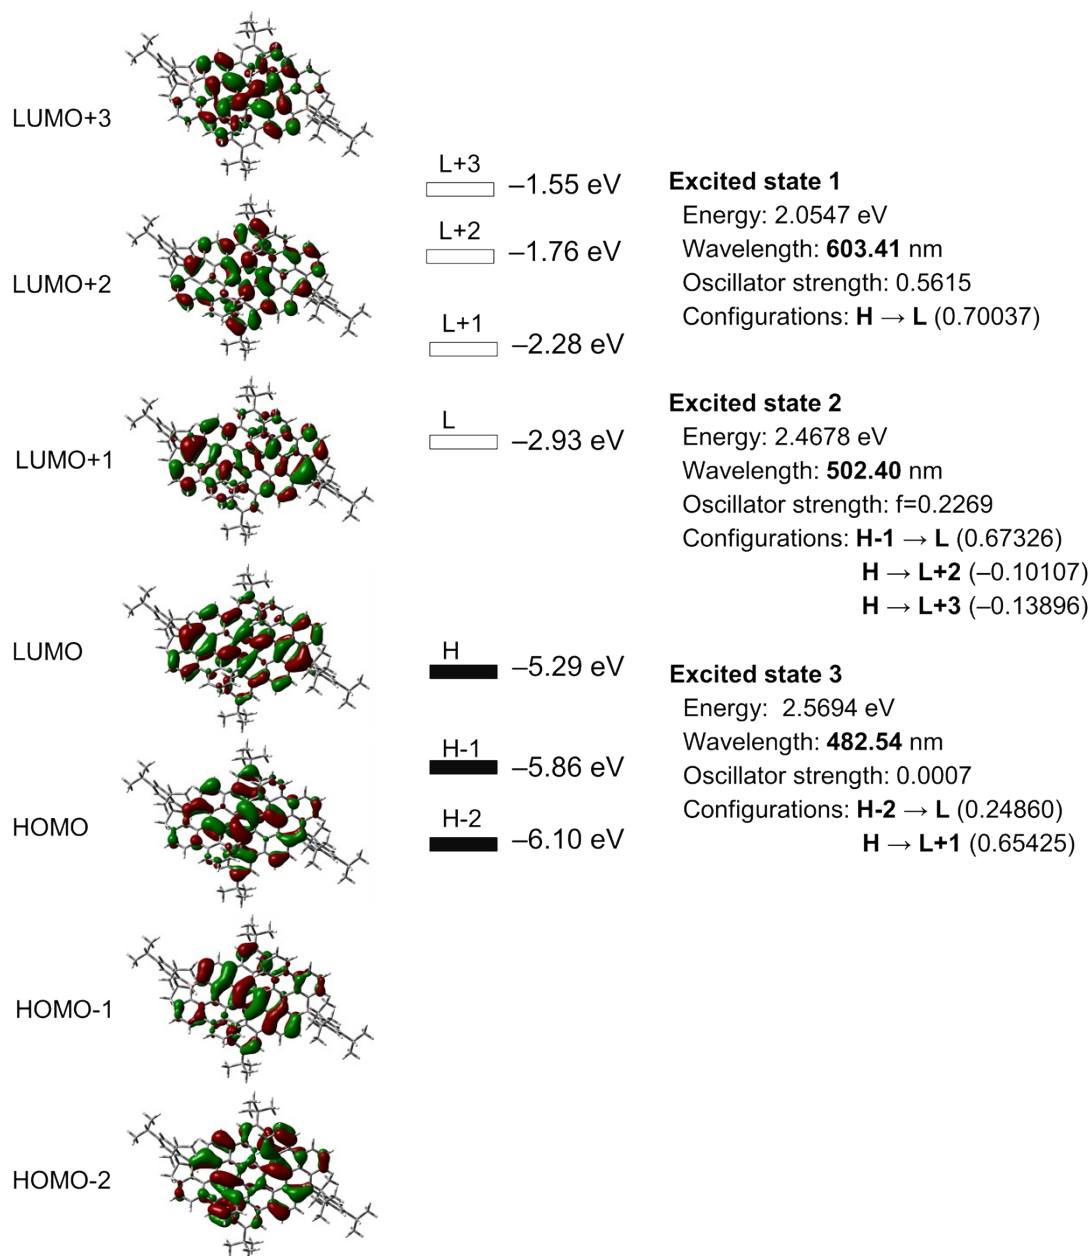 LUMO+3
LUMO+2
LUMO+1
LUMO
HOMO
HOMO-1
HOMO-2
L+3
–1.55 eV
L+2
–1.76 eV
L+1
–2.28 eV
L
–2.93 eV
H
–5.29 eV
H-1
–5.86 eV
H-2
–6.10 eV
Excited state 1
Energy: 2.0547 eV
Wavelength: 603.41 nm
Oscillator strength: 0.5615
Configurations: H → L (0.70037)
Excited state 2
Energy: 2.4678 eV
Wavelength: 502.40 nm
Oscillator strength: f=0.2269
Configurations: H-1 → L (0.67326)
H → L+2 (–0.10107)
H → L+3 (–0.13896)
Excited state 3
Energy: 2.5694 eV
Wavelength: 482.54 nm
Oscillator strength: 0.0007
Configurations: H-2 → L (0.24860)
H → L+1 (0.65425)